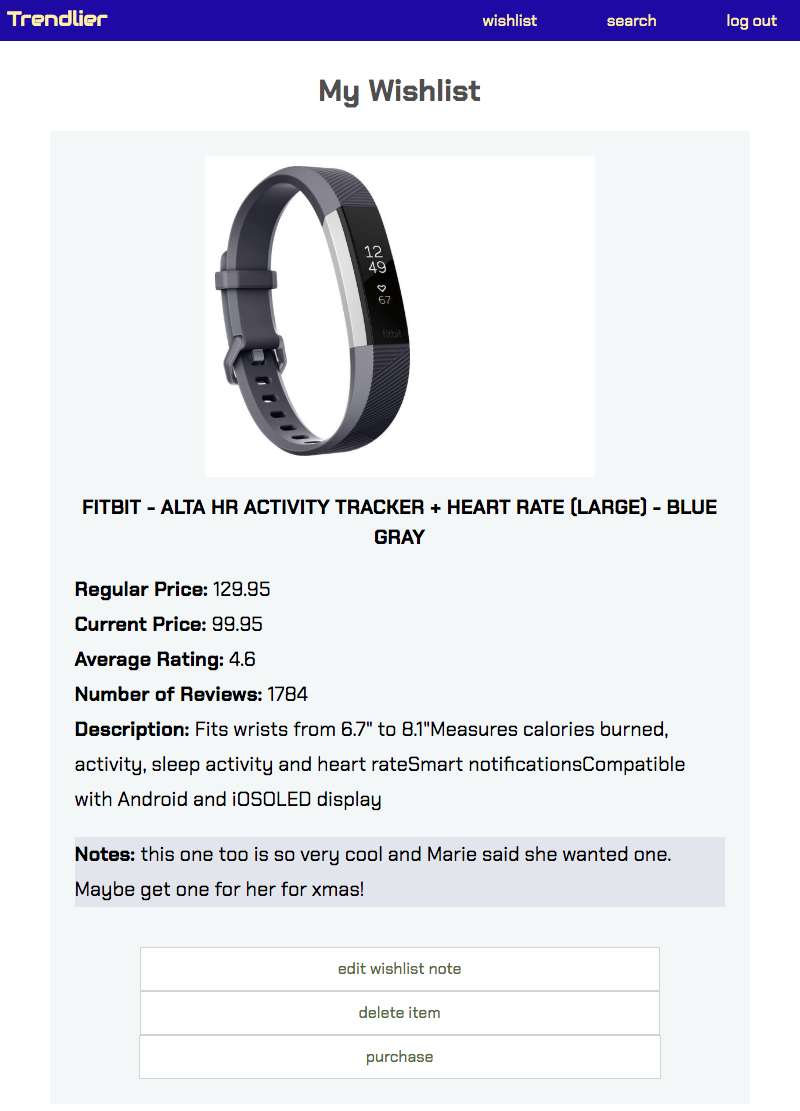 Trendlier
wishlist
search
log out
My Wishlist
12
49
67
fitbit
FITBIT - ALTA HR ACTIVITY TRACKER + HEART RATE (LARGE) - BLUE
GRAY
Regular Price: 129.95
Current Price: 99.95
Average Rating: 4.6
Number of Reviews: 1784
Description: Fits wrists from 6.7" to 8.1"Measures calories burned,
activity, sleep activity and heart rateSmart notificationsCompatible
with Android and iOSOLED display
Notes: this one too is so very cool and Marie said she wanted one.
Maybe get one for her for xmas!
edit wishlist note
delete item
purchase